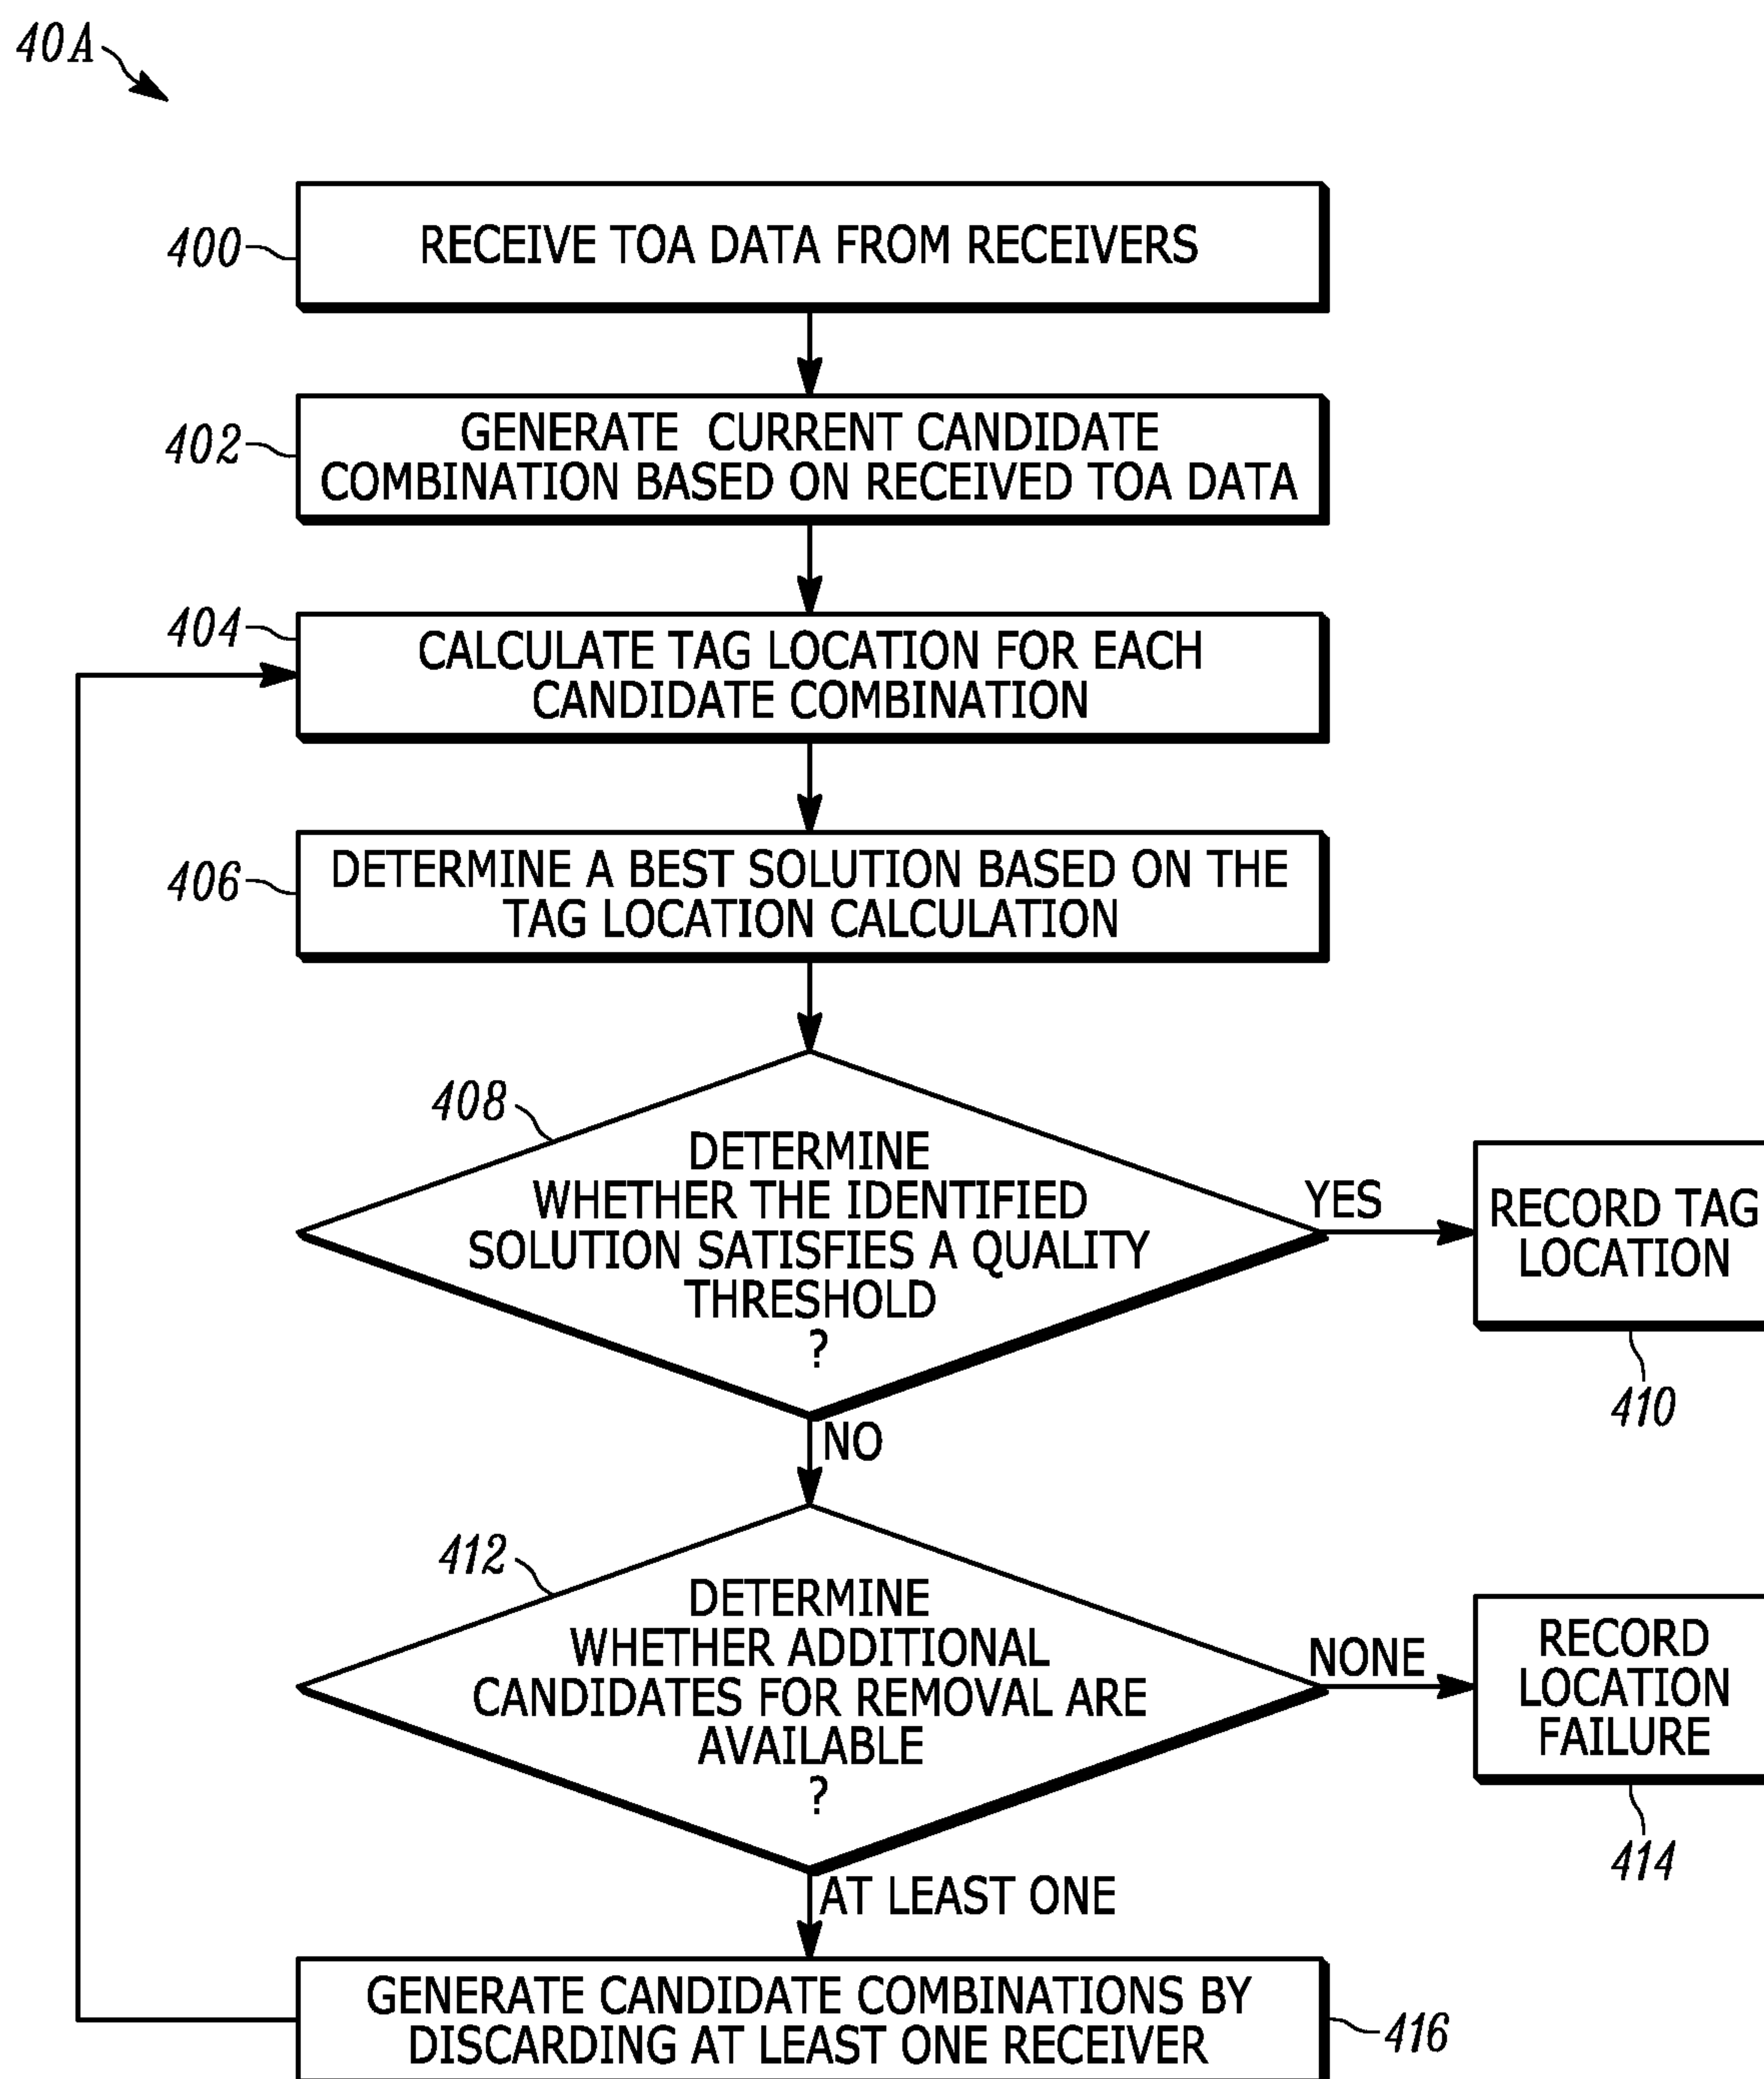 40A
400
RECEIVE TOA DATA FROM RECEIVERS
402
GENERATE CURRENT CANDIDATE
COMBINATION BASED ON RECEIVED TOA DATA
404
CALCULATE TAG LOCATION FOR EACH
CANDIDATE COMBINATION
406
DETERMINE A BEST SOLUTION BASED ON THE
TAG LOCATION CALCULATION
408
DETERMINE
WHETHER THE IDENTIFIED
SOLUTION SATISFIES A QUALITY
THRESHOLD
?
YES
RECORD TAG
LOCATION
410
NO
412
DETERMINE
WHETHER ADDITIONAL
CANDIDATES FOR REMOVAL ARE
AVAILABLE
?
NONE
RECORD
LOCATION
FAILURE
414
AT LEAST ONE
GENERATE CANDIDATE COMBINATIONS BY
DISCARDING AT LEAST ONE RECEIVER
416